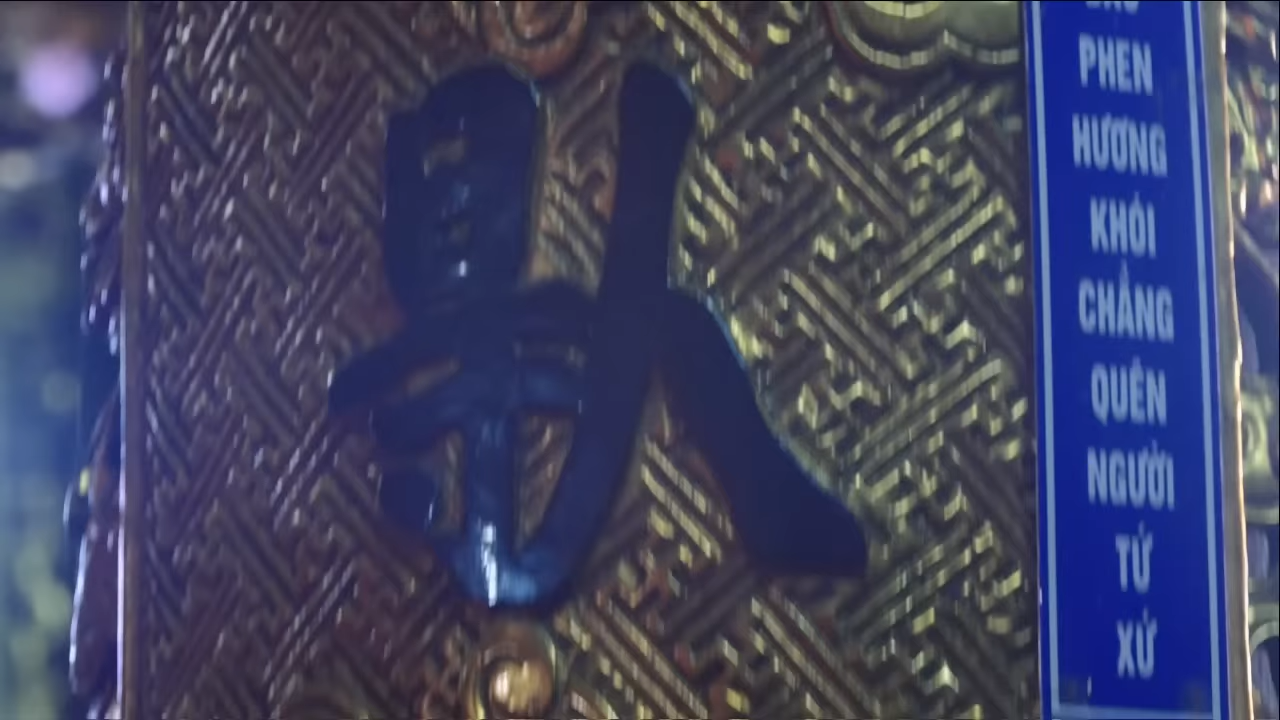 PHEN
HƯƠNG
KHÓI
CHẲNG
QUÊN
NGƯỜI
TỨ
XỨ